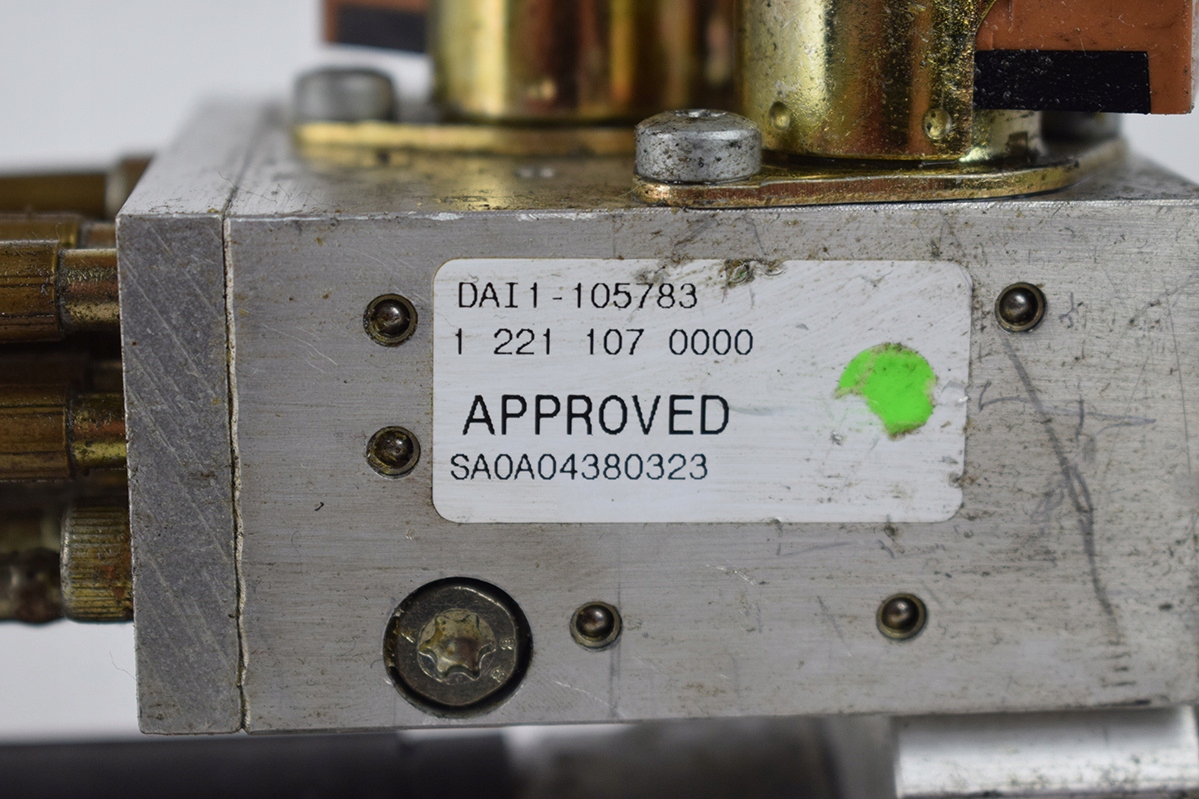 DAI1-105783
1 221 107 0000
APPROVED
SA0A04380323